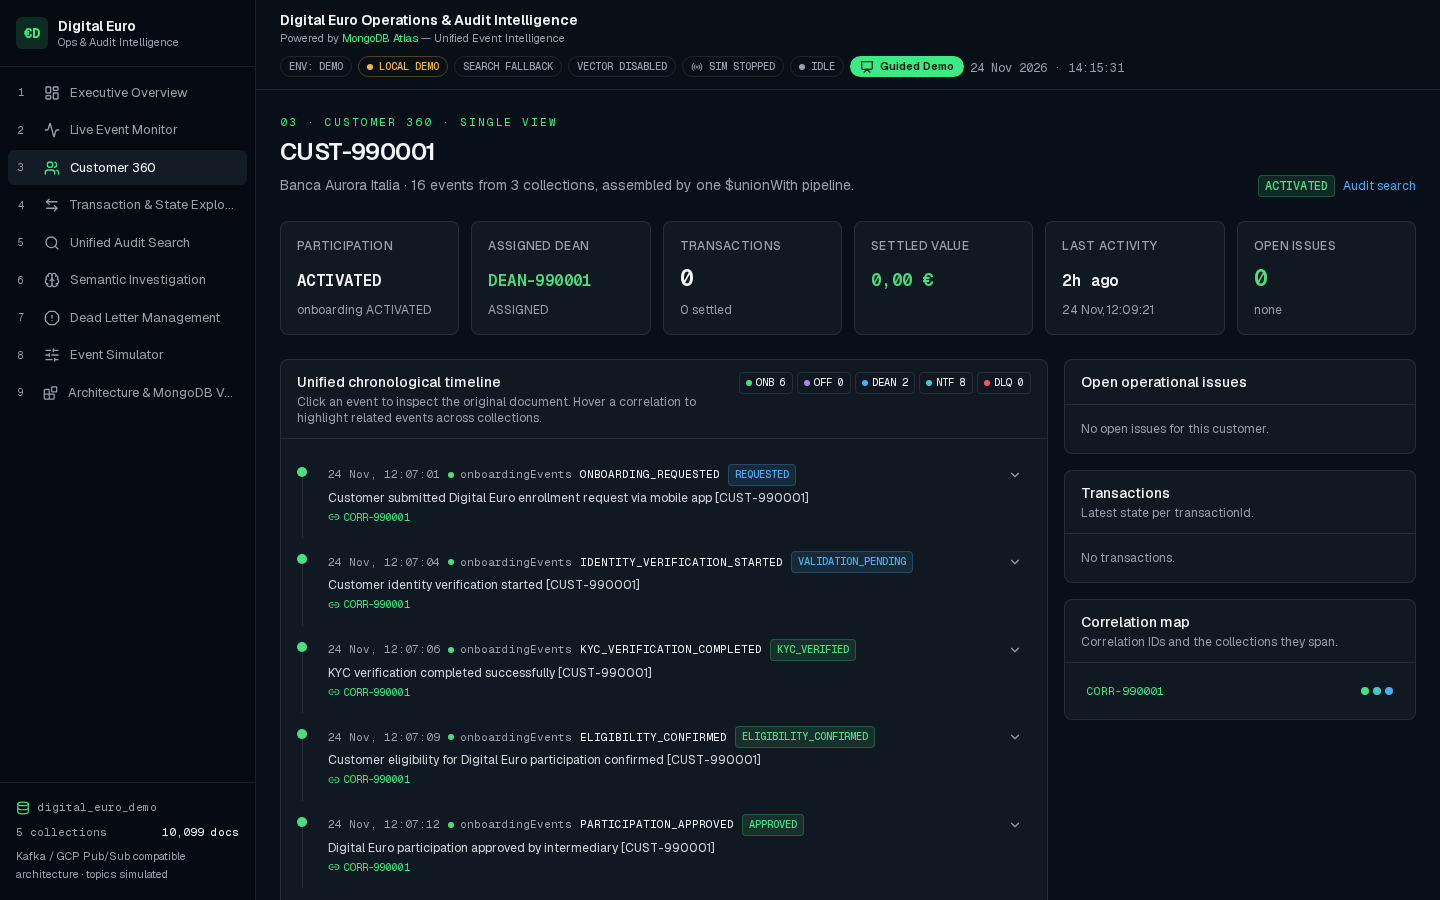 €D
Digital Euro
Ops & Audit Intelligence
1 Executive Overview
2 Live Event Monitor
3 Customer 360
4 Transaction & State Explo...
5 Unified Audit Search
6 Semantic Investigation
7 Dead Letter Management
8 Event Simulator
9 Architecture & MongoDB V...
digital_euro_demo
5 collections 10,099 docs
Kafka / GCP Pub/Sub compatible
architecture · topics simulated
Digital Euro Operations & Audit Intelligence
Powered by MongoDB Atlas — Unified Event Intelligence
ENV: DEMO LOCAL DEMO SEARCH FALLBACK VECTOR DISABLED SIM STOPPED IDLE Guided Demo 24 Nov 2026 · 14:15:31
03 · CUSTOMER 360 · SINGLE VIEW
CUST-990001
Banca Aurora Italia · 16 events from 3 collections, assembled by one $unionWith pipeline.
ACTIVATED Audit search
PARTICIPATION
ACTIVATED
onboarding ACTIVATED
ASSIGNED DEAN
DEAN-990001
ASSIGNED
TRANSACTIONS
0
0 settled
SETTLED VALUE
0,00 €
LAST ACTIVITY
2h ago
24 Nov, 12:09:21
OPEN ISSUES
0
none
Unified chronological timeline
Click an event to inspect the original document. Hover a correlation to
highlight related events across collections.
ONB 6 OFF 0 DEAN 2 NTF 8 DLQ 0
24 Nov, 12:07:01 onboardingEvents ONBOARDING_REQUESTED REQUESTED
Customer submitted Digital Euro enrollment request via mobile app [CUST-990001]
CORR-990001
24 Nov, 12:07:04 onboardingEvents IDENTITY_VERIFICATION_STARTED VALIDATION_PENDING
Customer identity verification started [CUST-990001]
CORR-990001
24 Nov, 12:07:06 onboardingEvents KYC_VERIFICATION_COMPLETED KYC_VERIFIED
KYC verification completed successfully [CUST-990001]
CORR-990001
24 Nov, 12:07:09 onboardingEvents ELIGIBILITY_CONFIRMED ELIGIBILITY_CONFIRMED
Customer eligibility for Digital Euro participation confirmed [CUST-990001]
CORR-990001
24 Nov, 12:07:12 onboardingEvents PARTICIPATION_APPROVED APPROVED
Digital Euro participation approved by intermediary [CUST-990001]
CORR-990001
Open operational issues
No open issues for this customer.
Transactions
Latest state per transactionId.
No transactions.
Correlation map
Correlation IDs and the collections they span.
CORR-990001